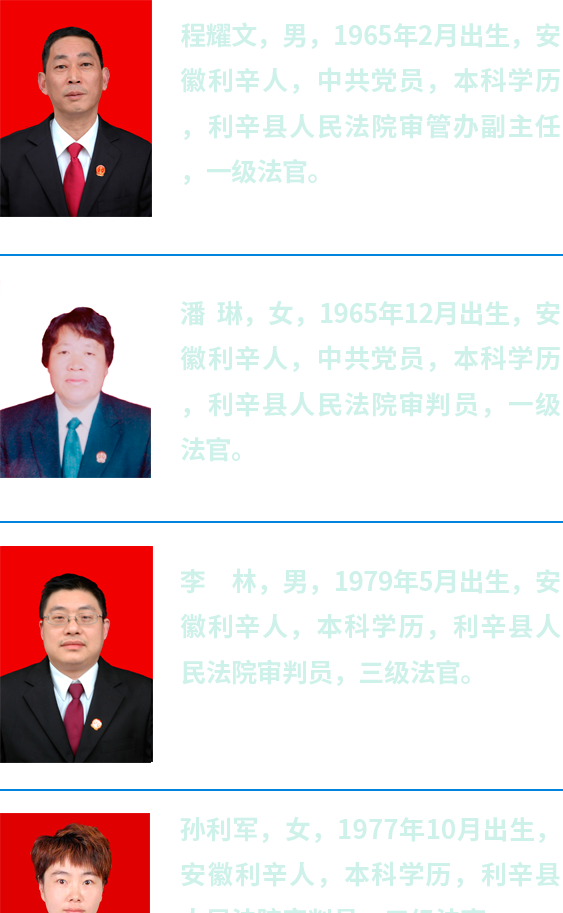 程耀文，男，1965年2月出生，安
徽利辛人，中共党员，本科学历
，利辛县人民法院审管办副主任
，一级法官。
潘 琳，女，1965年12月出生，安
徽利辛人，中共党员，本科学历
，利辛县人民法院审判员，一级
法官。
李　林，男，1979年5月出生，安
徽利辛人，本科学历，利辛县人
民法院审判员，三级法官。
孙利军，女，1977年10月出生，
安徽利辛人，本科学历，利辛县